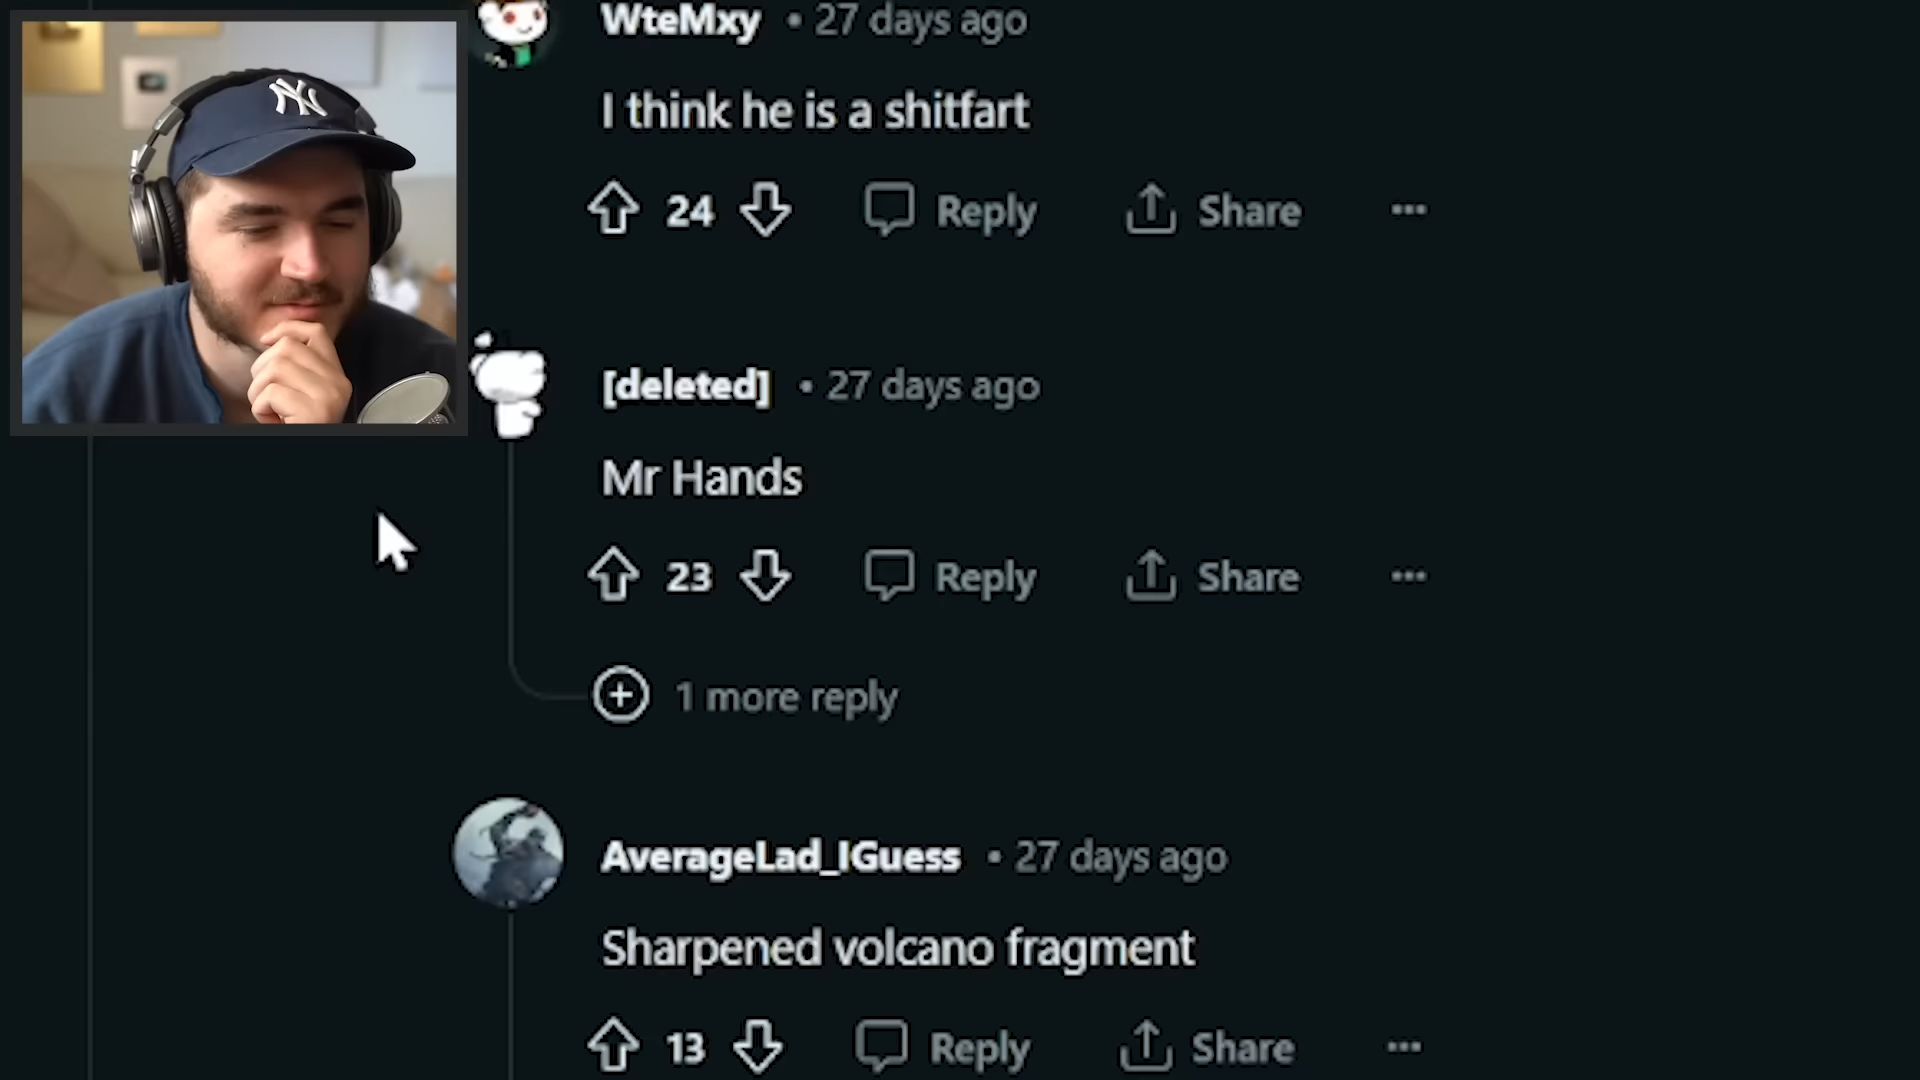 NY
WteMxy • 27 days ago
I think he is a shitfart
24 Reply Share ...
[deleted] • 27 days ago
Mr Hands
23 Reply Share ...
1 more reply
AverageLad_IGuess • 27 days ago
Sharpened volcano fragment
13 Reply Share ...